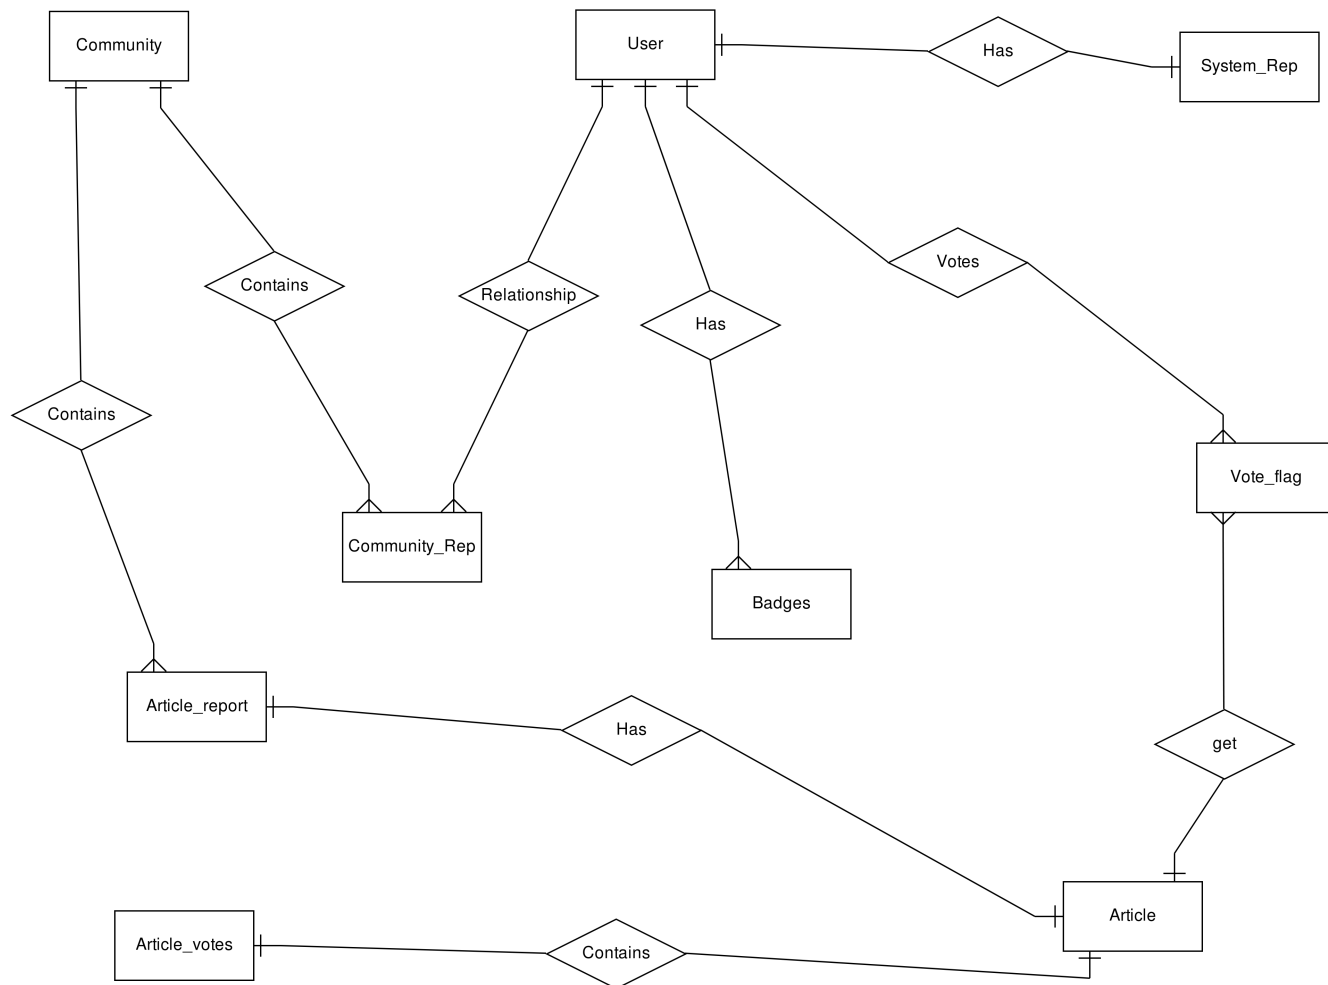 Community
User
Has
System_Rep
Votes
Contains
Relationship
Has
Contains
Vote_flag
Community_Rep
Badges
Article_report
Has
get
Article
Article_votes
Contains